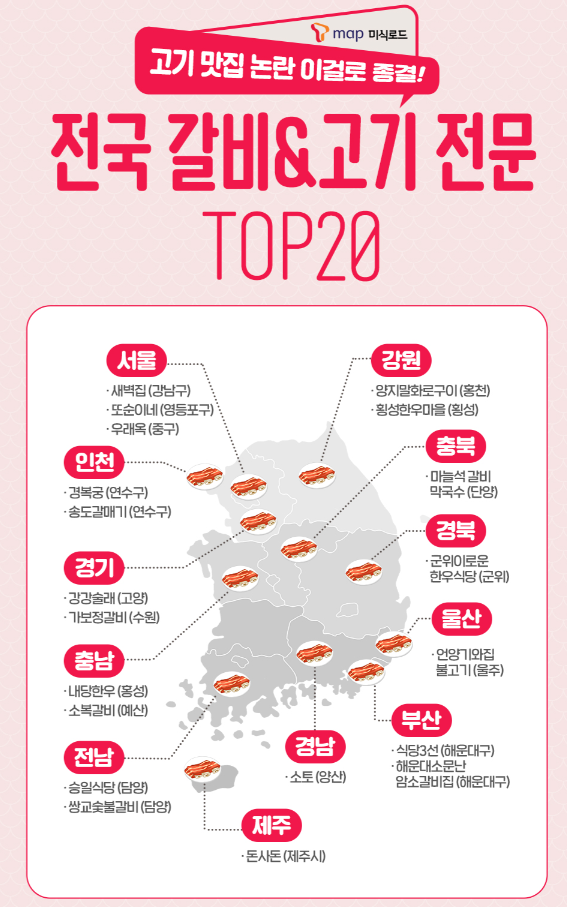 T map 미식로드
고기 맛집 논란 이걸로 종결!
전국 갈비&고기 전문
TOP20
서울
· 새벽집 (강남구)
· 또순이네 (영등포구)
· 우래옥 (중구)
강원
· 양지말화로구이 (홍천)
· 횡성한우마을 (횡성)
인천
· 경복궁 (연수구)
· 송도갈매기 (연수구)
충북
· 마늘석 갈비
막국수 (단양)
경기
· 강강술래 (고양)
· 가보정갈비 (수원)
경북
· 군위이로운
한우식당 (군위)
충남
· 내당한우 (홍성)
· 소복갈비 (예산)
울산
· 언양기와집
불고기 (울주)
전남
· 승일식당 (담양)
· 쌍교숯불갈비 (담양)
경남
· 소토 (양산)
부산
· 식당3선 (해운대구)
· 해운대소문난
암소갈비집 (해운대구)
제주
· 돈사돈 (제주시)